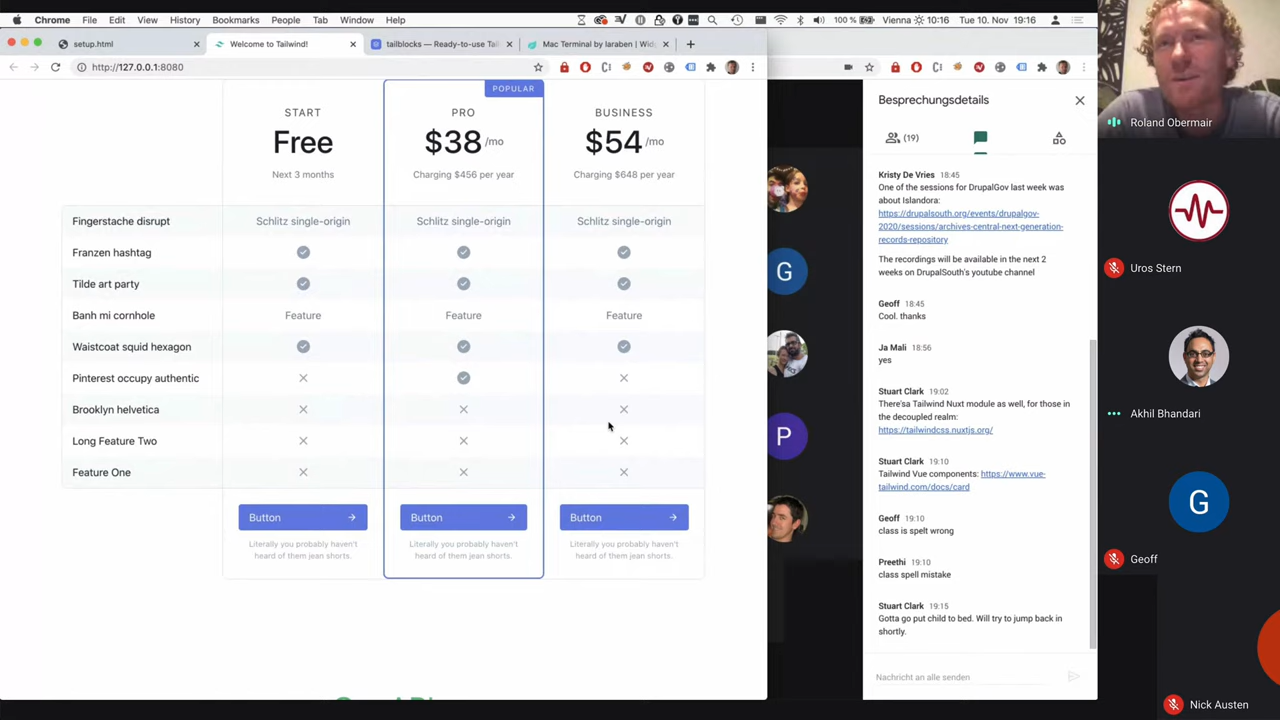 Chrome File Edit View History Bookmarks People Tab Window Help
100 % Vienna 10:16 Tue 10. Nov 19:16
setup.html
Welcome to Tailwind!
tailblocks — Ready-to-use Tail
Mac Terminal by laraben | Widg
http://127.0.0.1:8080
POPULAR
START PRO BUSINESS
Free $38 /mo $54 /mo
Next 3 months Charging $456 per year Charging $648 per year
Fingerstache disrupt Schlitz single-origin Schlitz single-origin Schlitz single-origin
Franzen hashtag
Tilde art party
Banh mi cornhole Feature Feature Feature
Waistcoat squid hexagon
Pinterest occupy authentic
Brooklyn helvetica
Long Feature Two
Feature One
Button Button Button
Literally you probably haven't Literally you probably haven't Literally you probably haven't
heard of them jean shorts. heard of them jean shorts. heard of them jean shorts.
G
P
Besprechungsdetails
(19)
Kristy De Vries 18:45
One of the sessions for DrupalGov last week was
about Islandora:
https://drupalsouth.org/events/drupalgov-
2020/sessions/archives-central-next-generation-
records-repository
The recordings will be available in the next 2
weeks on DrupalSouth's youtube channel
Geoff 18:45
Cool. thanks
Ja Mali 18:56
yes
Stuart Clark 19:02
There'sa Tailwind Nuxt module as well, for those in
the decoupled realm:
https://tailwindcss.nuxtjs.org/
Stuart Clark 19:10
Tailwind Vue components: https://www.vue-
tailwind.com/docs/card
Geoff 19:10
class is spelt wrong
Preethi 19:10
class spell mistake
Stuart Clark 19:15
Gotta go put child to bed. Will try to jump back in
shortly.
Nachricht an alle senden
Roland Obermair
Uros Stern
Akhil Bhandari
G
Geoff
Nick Austen